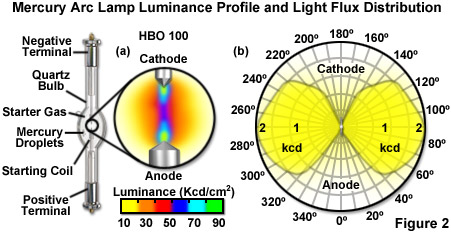 Mercury Arc Lamp Luminance Profile and Light Flux Distribution
Negative
Terminal
Quartz
Bulb
Starter Gas
Mercury
Droplets
Starting Coil
Positive
Terminal
(a)
HBO 100
Cathode
Anode
Luminance (Kcd/cm²)
10 30 50 70 90
(b)
180º
200º 160º
220º 140º
240º 120º
260º 100º
280º 80º
300º 60º
320º 40º
340º 20º
0º
Cathode
2 1 1 2
kcd kcd
Anode
Figure 2